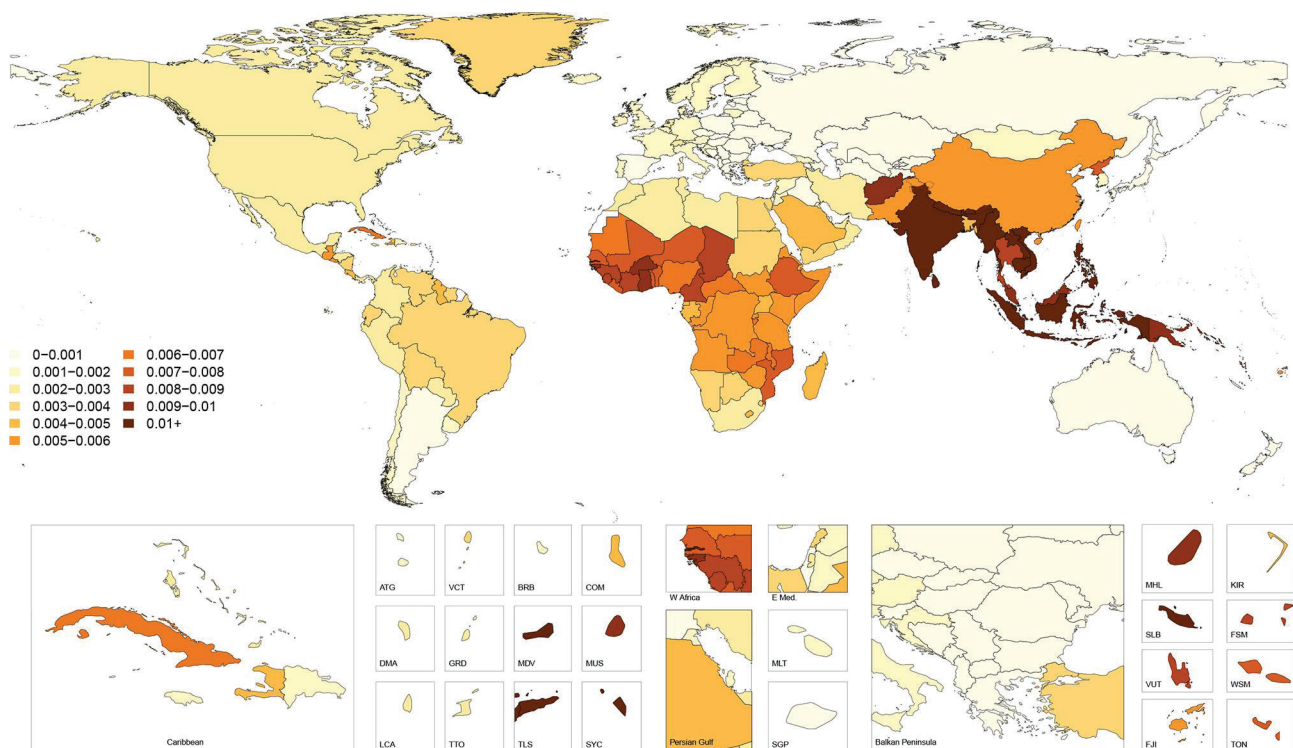 0−0.001
0.001−0.002
0.002−0.003
0.003−0.004
0.004−0.005
0.005−0.006
0.006−0.007
0.007−0.008
0.008−0.009
0.009−0.01
0.01+
Caribbean
ATG
VCT
BRB
COM
DMA
GRD
MDV
MUS
LCA
TTO
TLS
SYC
W Africa
E Med.
Persian Gulf
MLT
SGP
Balkan Peninsula
MHL
KIR
SLB
FSM
VUT
WSM
FJI
TON